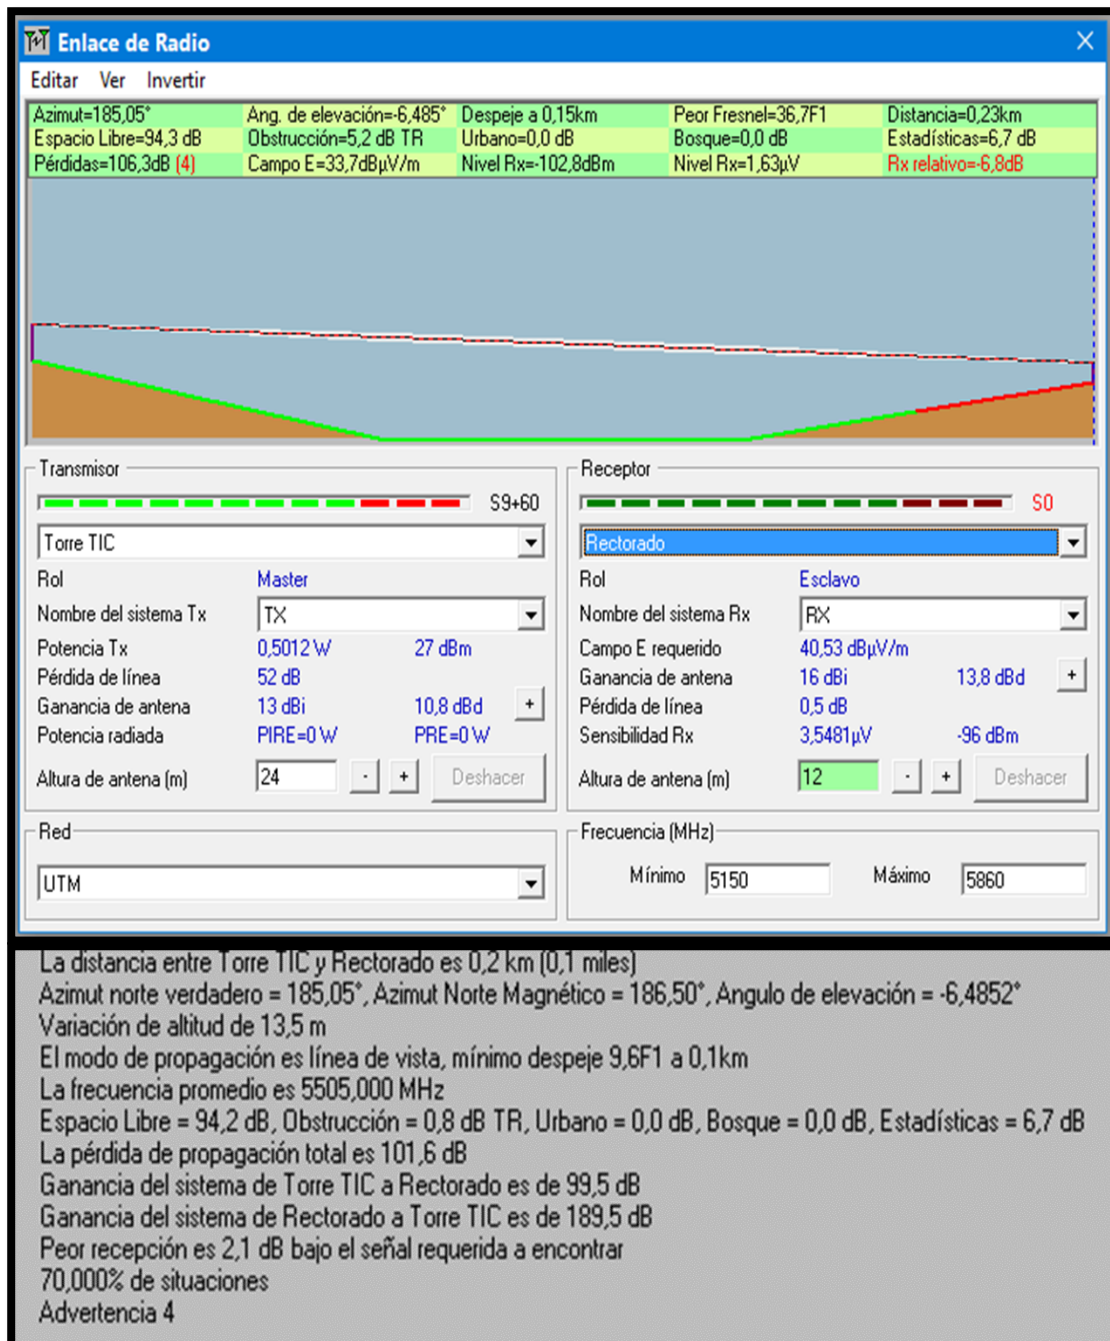 Enlace de Radio
Editar Ver Invertir
Azimut=185,05° Ang. de elevación=-6,485° Despeje a 0,15km Peor Fresnel=36,7F1 Distancia=0,23km
Espacio Libre=94,3 dB Obstrucción=5,2 dB TR Urbano=0,0 dB Bosque=0,0 dB Estadísticas=6,7 dB
Pérdidas=106,3dB (4) Campo E=33,7dBµV/m Nivel Rx=-102,8dBm Nivel Rx=1,63µV Rx relativo=-6,8dB
Transmisor
S9+60
Torre TIC
Rol Master
Nombre del sistema Tx TX
Potencia Tx 0,5012 W 27 dBm
Pérdida de línea 52 dB
Ganancia de antena 13 dBi 10,8 dBd +
Potencia radiada PIRE=0 W PRE=0 W
Altura de antena (m) 24 - + Deshacer
Receptor
S0
Rectorado
Rol Esclavo
Nombre del sistema Rx RX
Campo E requerido 40,53 dBµV/m
Ganancia de antena 16 dBi 13,8 dBd +
Pérdida de línea 0,5 dB
Sensibilidad Rx 3,5481µV -96 dBm
Altura de antena (m) 12 - + Deshacer
Red
UTM
Frecuencia (MHz)
Mínimo 5150 Máximo 5860
La distancia entre Torre TIC y Rectorado es 0,2 km (0,1 miles)
Azimut norte verdadero = 185,05°, Azimut Norte Magnético = 186,50°, Angulo de elevación = -6,4852°
Variación de altitud de 13,5 m
El modo de propagación es línea de vista, mínimo despeje 9,6F1 a 0,1km
La frecuencia promedio es 5505,000 MHz
Espacio Libre = 94,2 dB, Obstrucción = 0,8 dB TR, Urbano = 0,0 dB, Bosque = 0,0 dB, Estadísticas = 6,7 dB
La pérdida de propagación total es 101,6 dB
Ganancia del sistema de Torre TIC a Rectorado es de 99,5 dB
Ganancia del sistema de Rectorado a Torre TIC es de 189,5 dB
Peor recepción es 2,1 dB bajo el señal requerida a encontrar
70,000% de situaciones
Advertencia 4